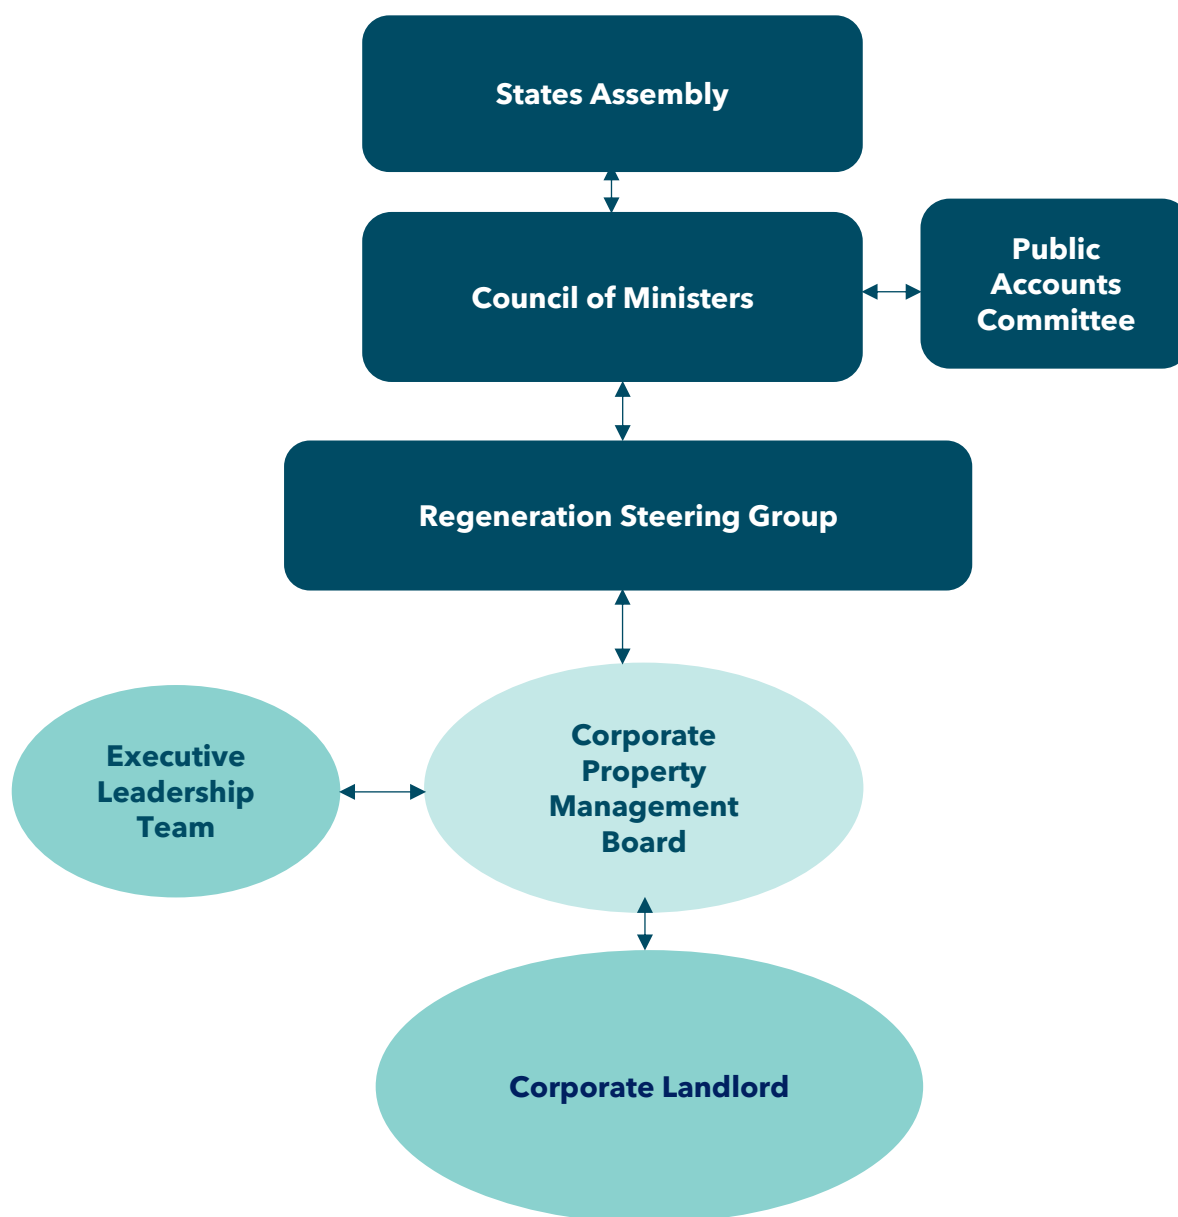 States Assembly
Council of Ministers
Public
Accounts
Committee
Regeneration Steering Group
Executive
Leadership
Team
Corporate
Property
Management
Board
Corporate Landlord